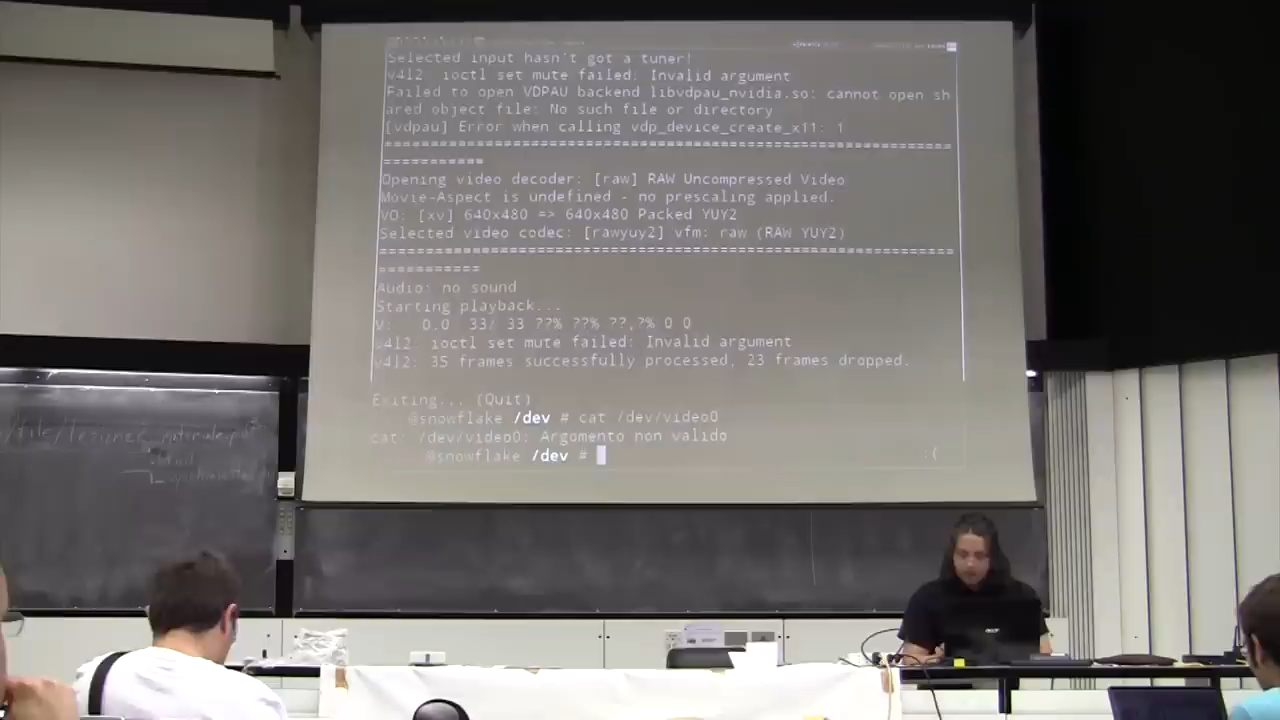 Selected input hasn't got a tuner!
v4l2: ioctl set mute failed: Invalid argument
Failed to open VDPAU backend libvdpau_nvidia.so: cannot open sh
ared object file: No such file or directory
[vdpau] Error when calling vdp_device_create_x11: 1
===============================================================
===========
Opening video decoder: [raw] RAW Uncompressed Video
Movie-Aspect is undefined - no prescaling applied.
VO: [xv] 640x480 => 640x480 Packed YUY2
Selected video codec: [rawyuy2] vfm: raw (RAW YUY2)
===============================================================
===========
Audio: no sound
Starting playback...
V: 0.0 33/ 33 ??% ??% ??,?% 0 0
v4l2: ioctl set mute failed: Invalid argument
v4l2: 35 frames successfully processed, 23 frames dropped.
Exiting... (Quit)
@snowflake /dev # cat /dev/video0
cat: /dev/video0: Argomento non valido
@snowflake /dev # :(
acer